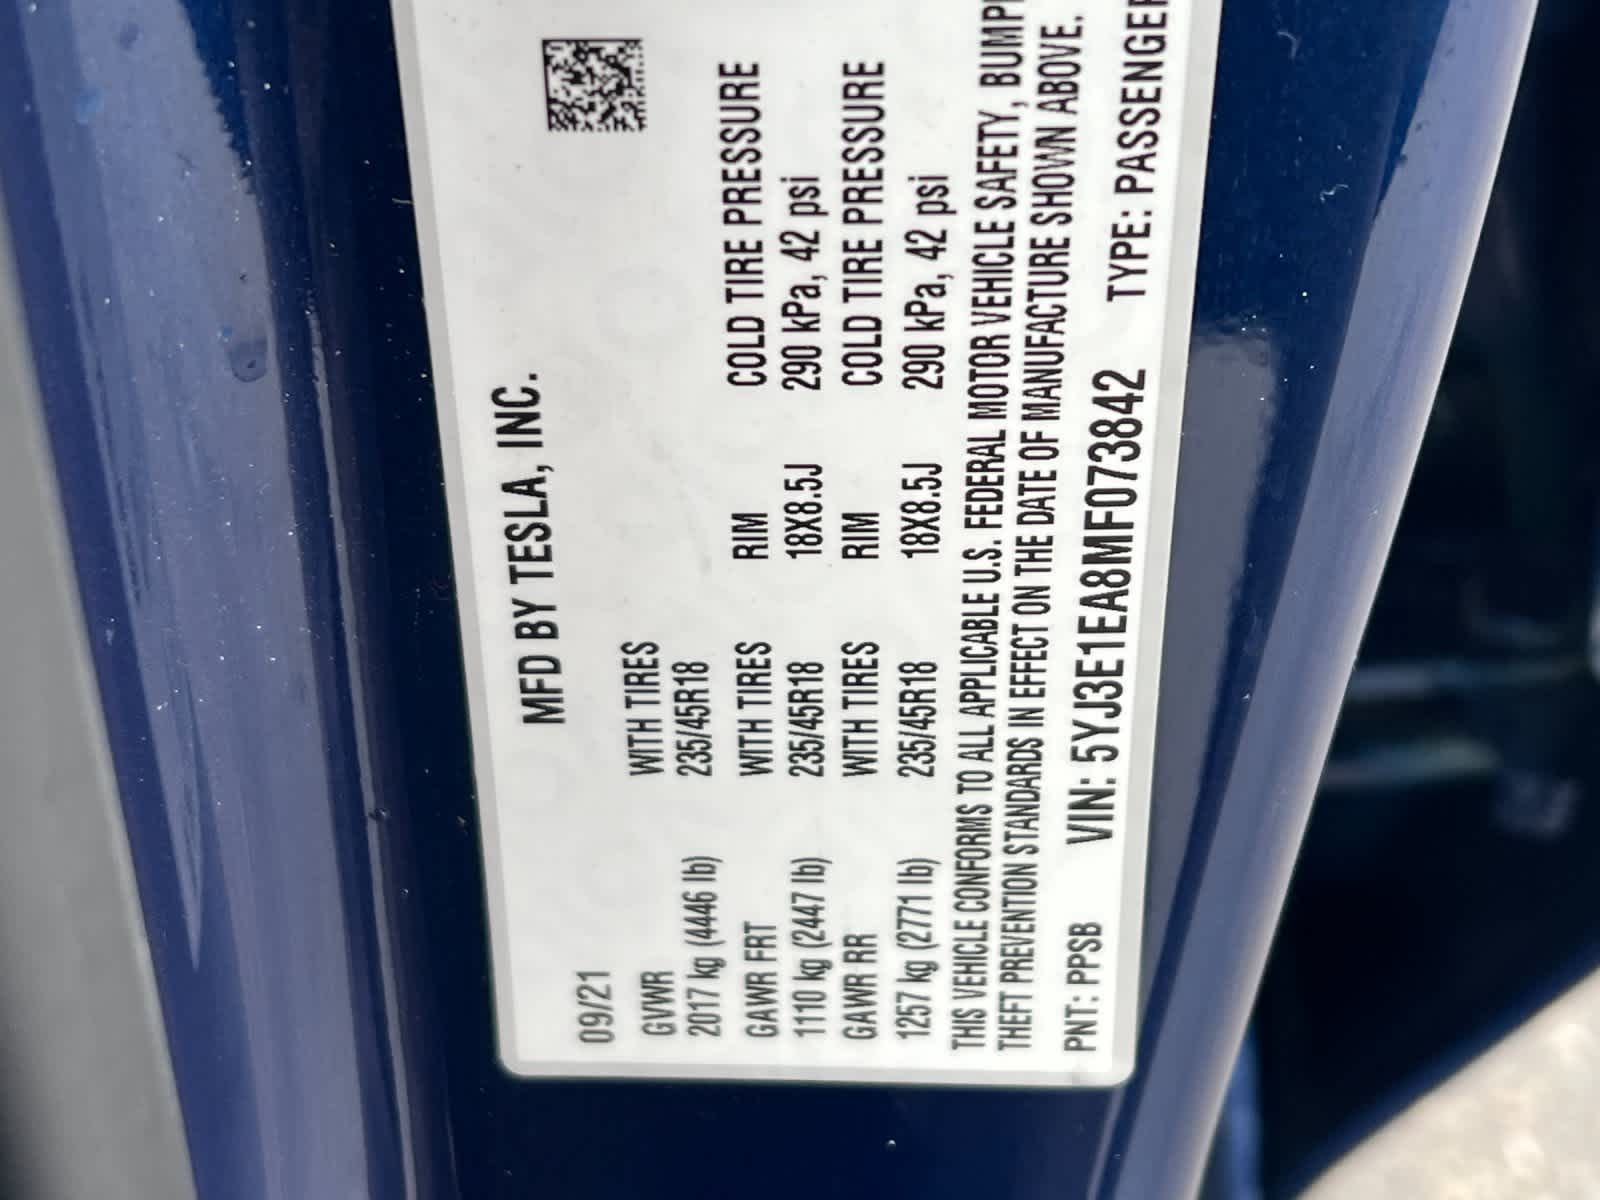 MFD BY TESLA, INC.
09/21
GVWR WITH TIRES
2017 kg (4446 lb) 235/45R18
GAWR FRT WITH TIRES RIM COLD TIRE PRESSURE
1110 kg (2447 lb) 235/45R18 18X8.5J 290 kPa, 42 psi
GAWR RR WITH TIRES RIM COLD TIRE PRESSURE
1257 kg (2771 lb) 235/45R18 18X8.5J 290 kPa, 42 psi
THIS VEHICLE CONFORMS TO ALL APPLICABLE U.S. FEDERAL MOTOR VEHICLE SAFETY, BUMP
THEFT PREVENTION STANDARDS IN EFFECT ON THE DATE OF MANUFACTURE SHOWN ABOVE.
PNT: PPSB VIN: 5YJ3E1EA8MF073842 TYPE: PASSENGER